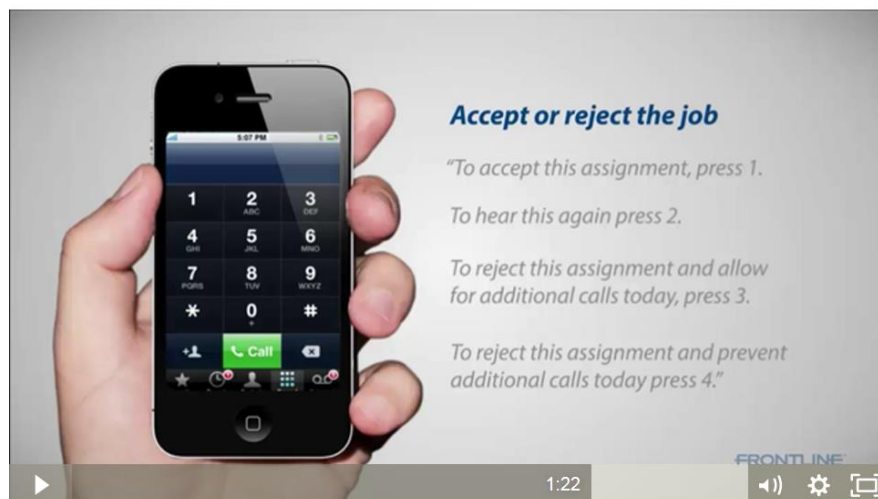 5:07 PM
1 2 3
ABC DEF
4 5 6
GHI JKL MNO
7 8 9
PQRS TUV WXYZ
* 0 #
+
Call
Accept or reject the job
“To accept this assignment, press 1.
To hear this again press 2.
To reject this assignment and allow
for additional calls today, press 3.
To reject this assignment and prevent
additional calls today press 4.”
FRONTLINE
1:22